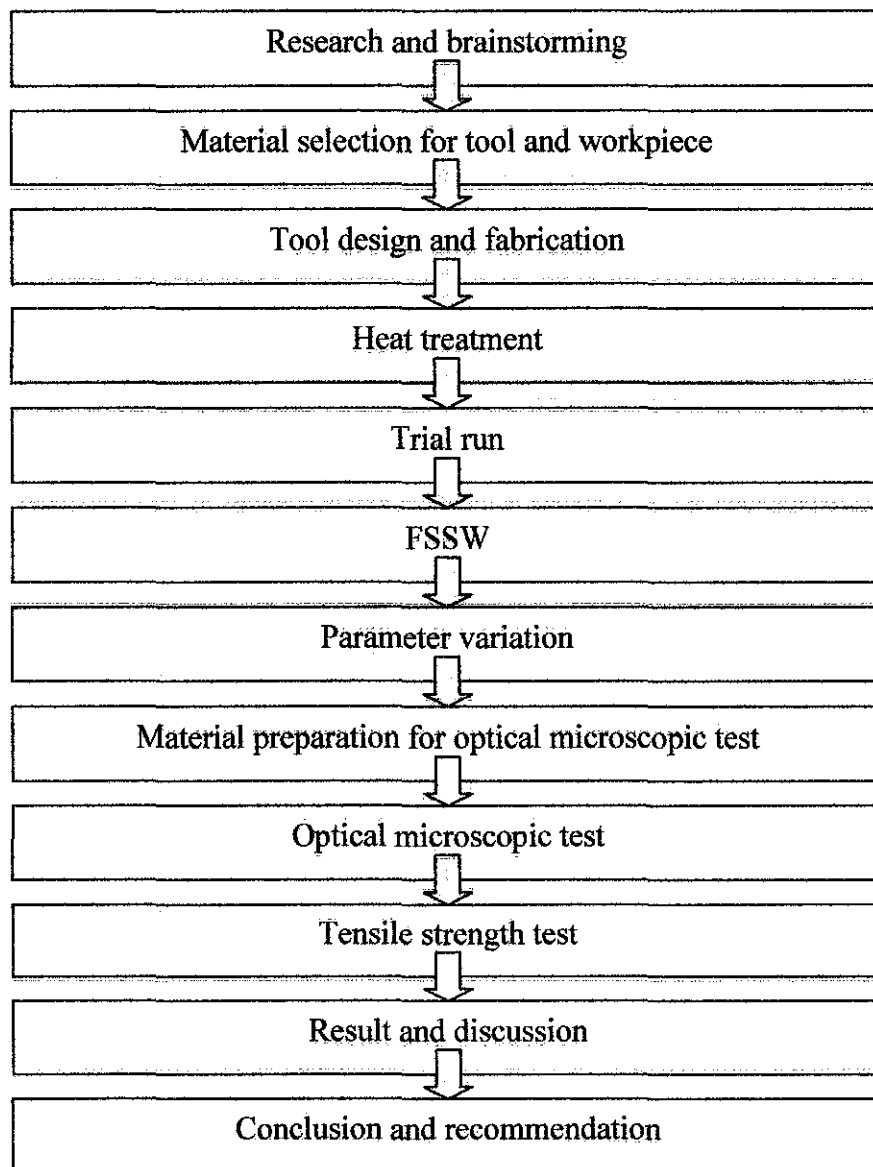 Research and brainstorming
Material selection for tool and workpiece
Tool design and fabrication
Heat treatment
Trial run
FSSW
Parameter variation
Material preparation for optical microscopic test
Optical microscopic test
Tensile strength test
Result and discussion
Conclusion and recommendation